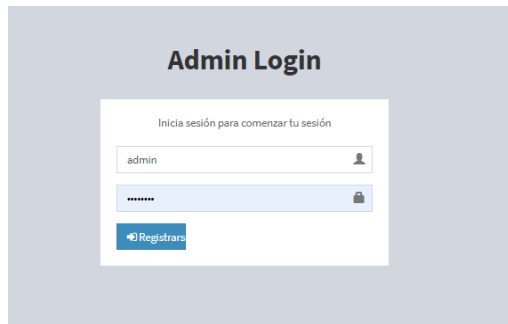 Admin Login
Inicia sesión para comenzar tu sesión
admin
••••••••
Registrars